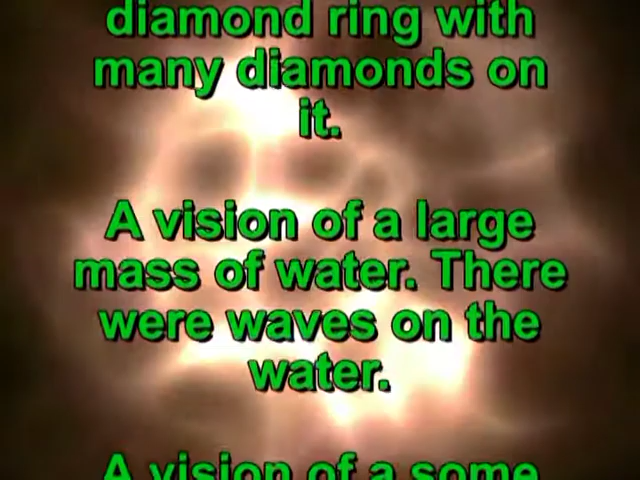 diamond ring with
many diamonds on
it.
A vision of a large
mass of water. There
were waves on the
water.
A vision of a some